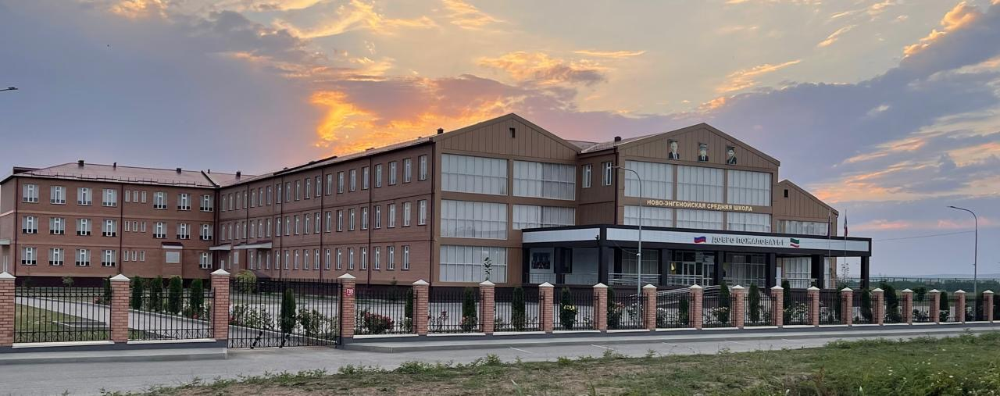 НОВО-ЭНГЕНОЙСКАЯ СРЕДНЯЯ ШКОЛА
ДОБРО ПОЖАЛОВАТЬ!